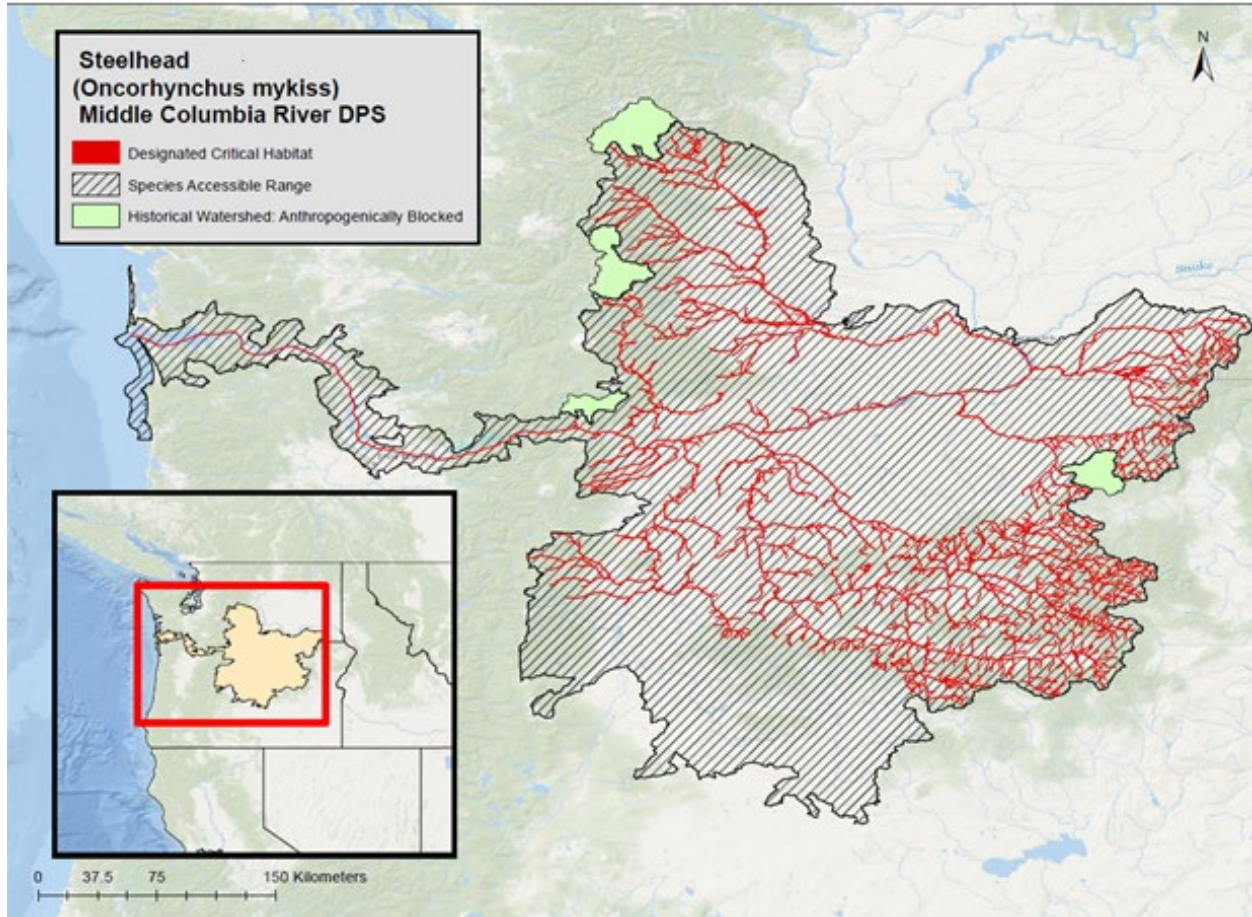 Steelhead
(Oncorhynchus mykiss)
Middle Columbia River DPS
Designated Critical Habitat
Species Accessible Range
Historical Watershed: Anthropogenically Blocked
N
Snake
0 37.5 75 150 Kilometers